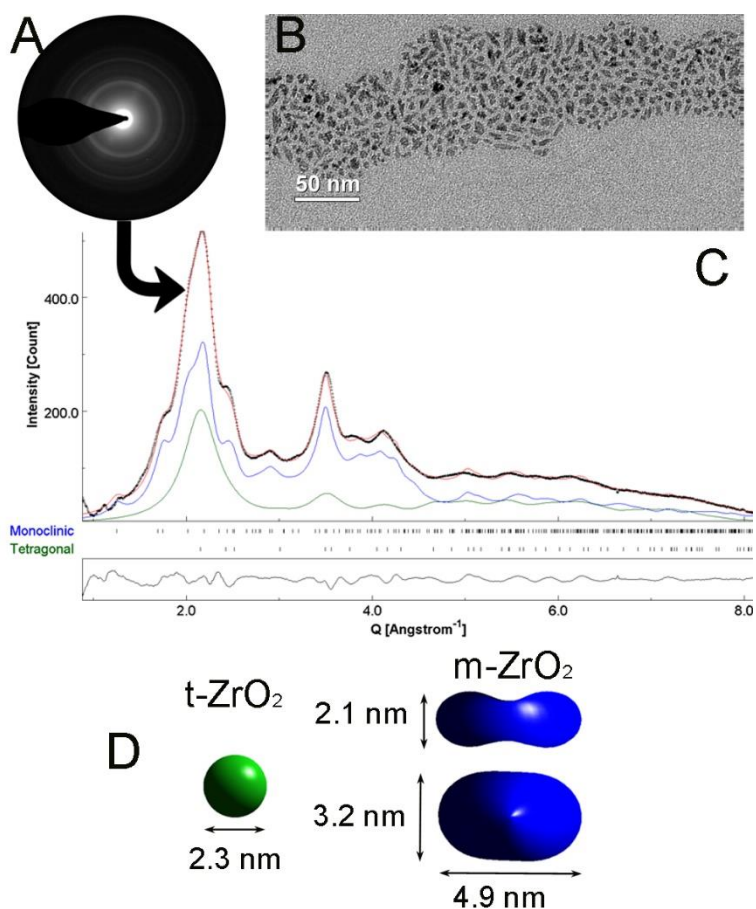 A
B
50 nm
C
400.0
200.0
Intensity [Count]
Monoclinic
Tetragonal
2.0
4.0
6.0
8.0
Q [Angstrom⁻¹]
D
t-ZrO₂
2.3 nm
m-ZrO₂
2.1 nm
3.2 nm
4.9 nm